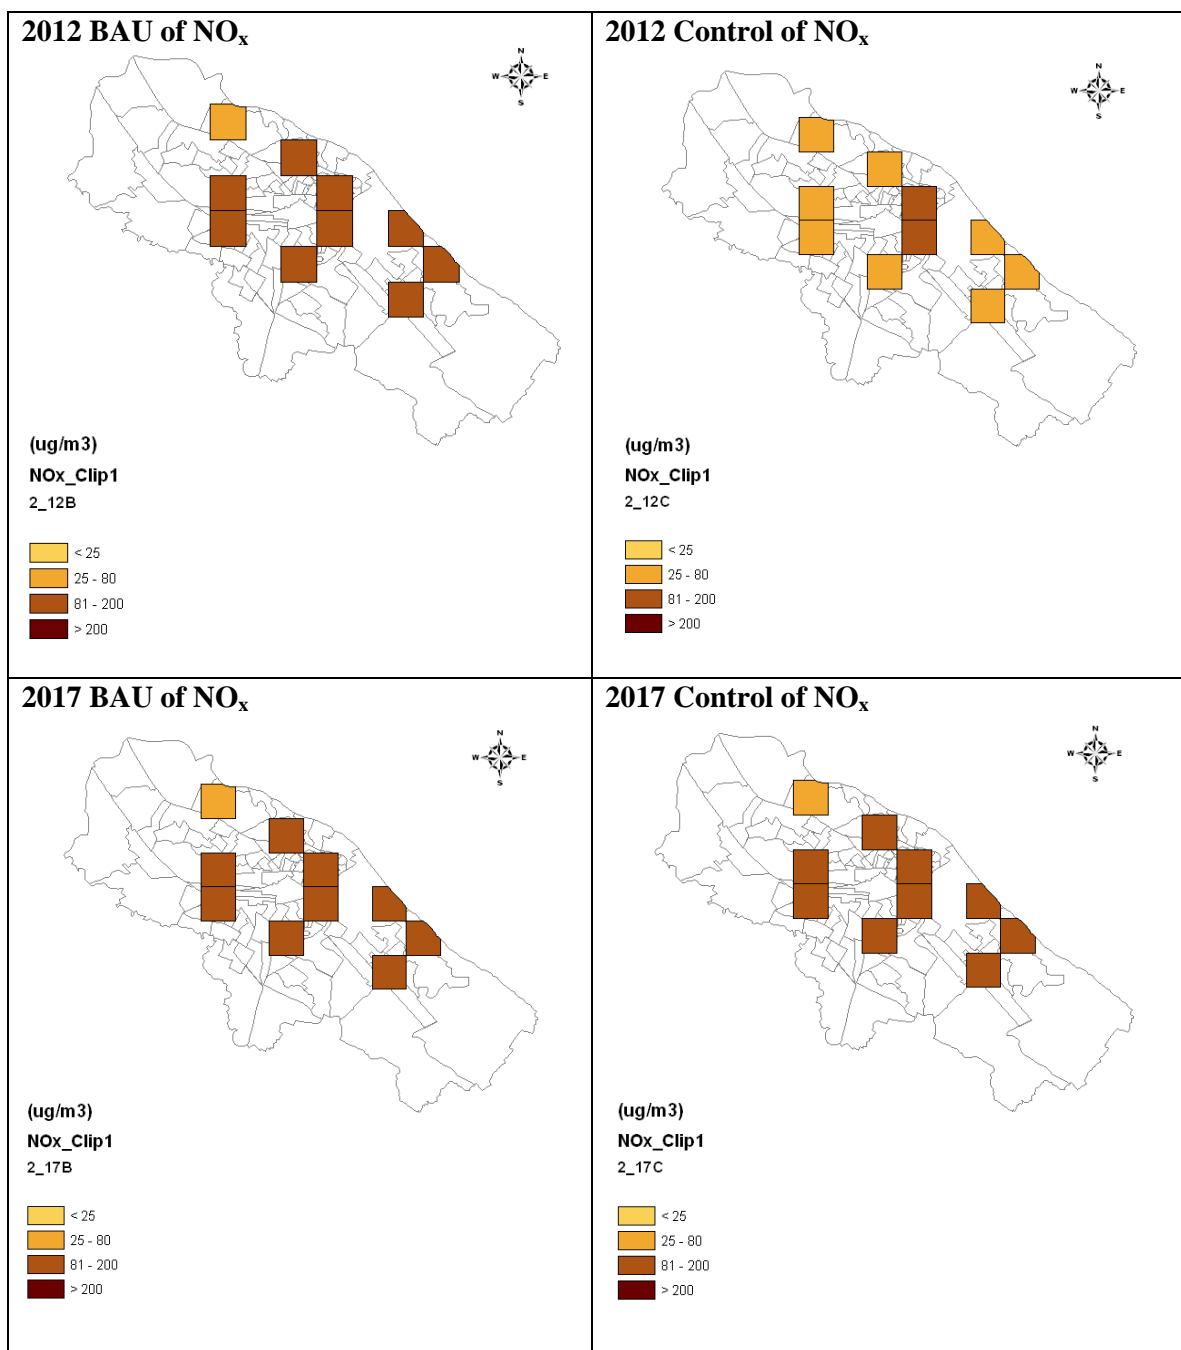 2012 BAU of NOx
N
W E
S
(ug/m3)
NOx_Clip1
2_12B
< 25
25 - 80
81 - 200
> 200
2012 Control of NOx
N
W E
S
(ug/m3)
NOx_Clip1
2_12C
< 25
25 - 80
81 - 200
> 200
2017 BAU of NOx
N
W E
S
(ug/m3)
NOx_Clip1
2_17B
< 25
25 - 80
81 - 200
> 200
2017 Control of NOx
N
W E
S
(ug/m3)
NOx_Clip1
2_17C
< 25
25 - 80
81 - 200
> 200